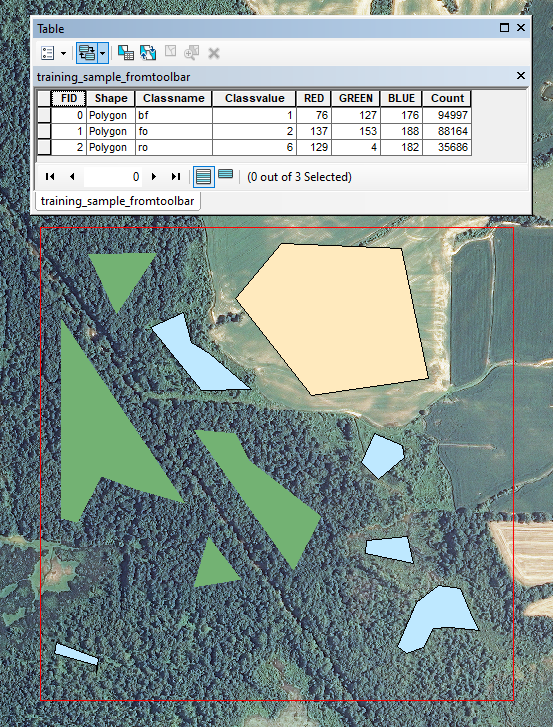 Table
training_sample_fromtoolbar
FID Shape Classname Classvalue RED GREEN BLUE Count
0 Polygon bf 1 76 127 176 94997
1 Polygon fo 2 137 153 188 88164
2 Polygon ro 6 129 4 182 35686
0 (0 out of 3 Selected)
training_sample_fromtoolbar